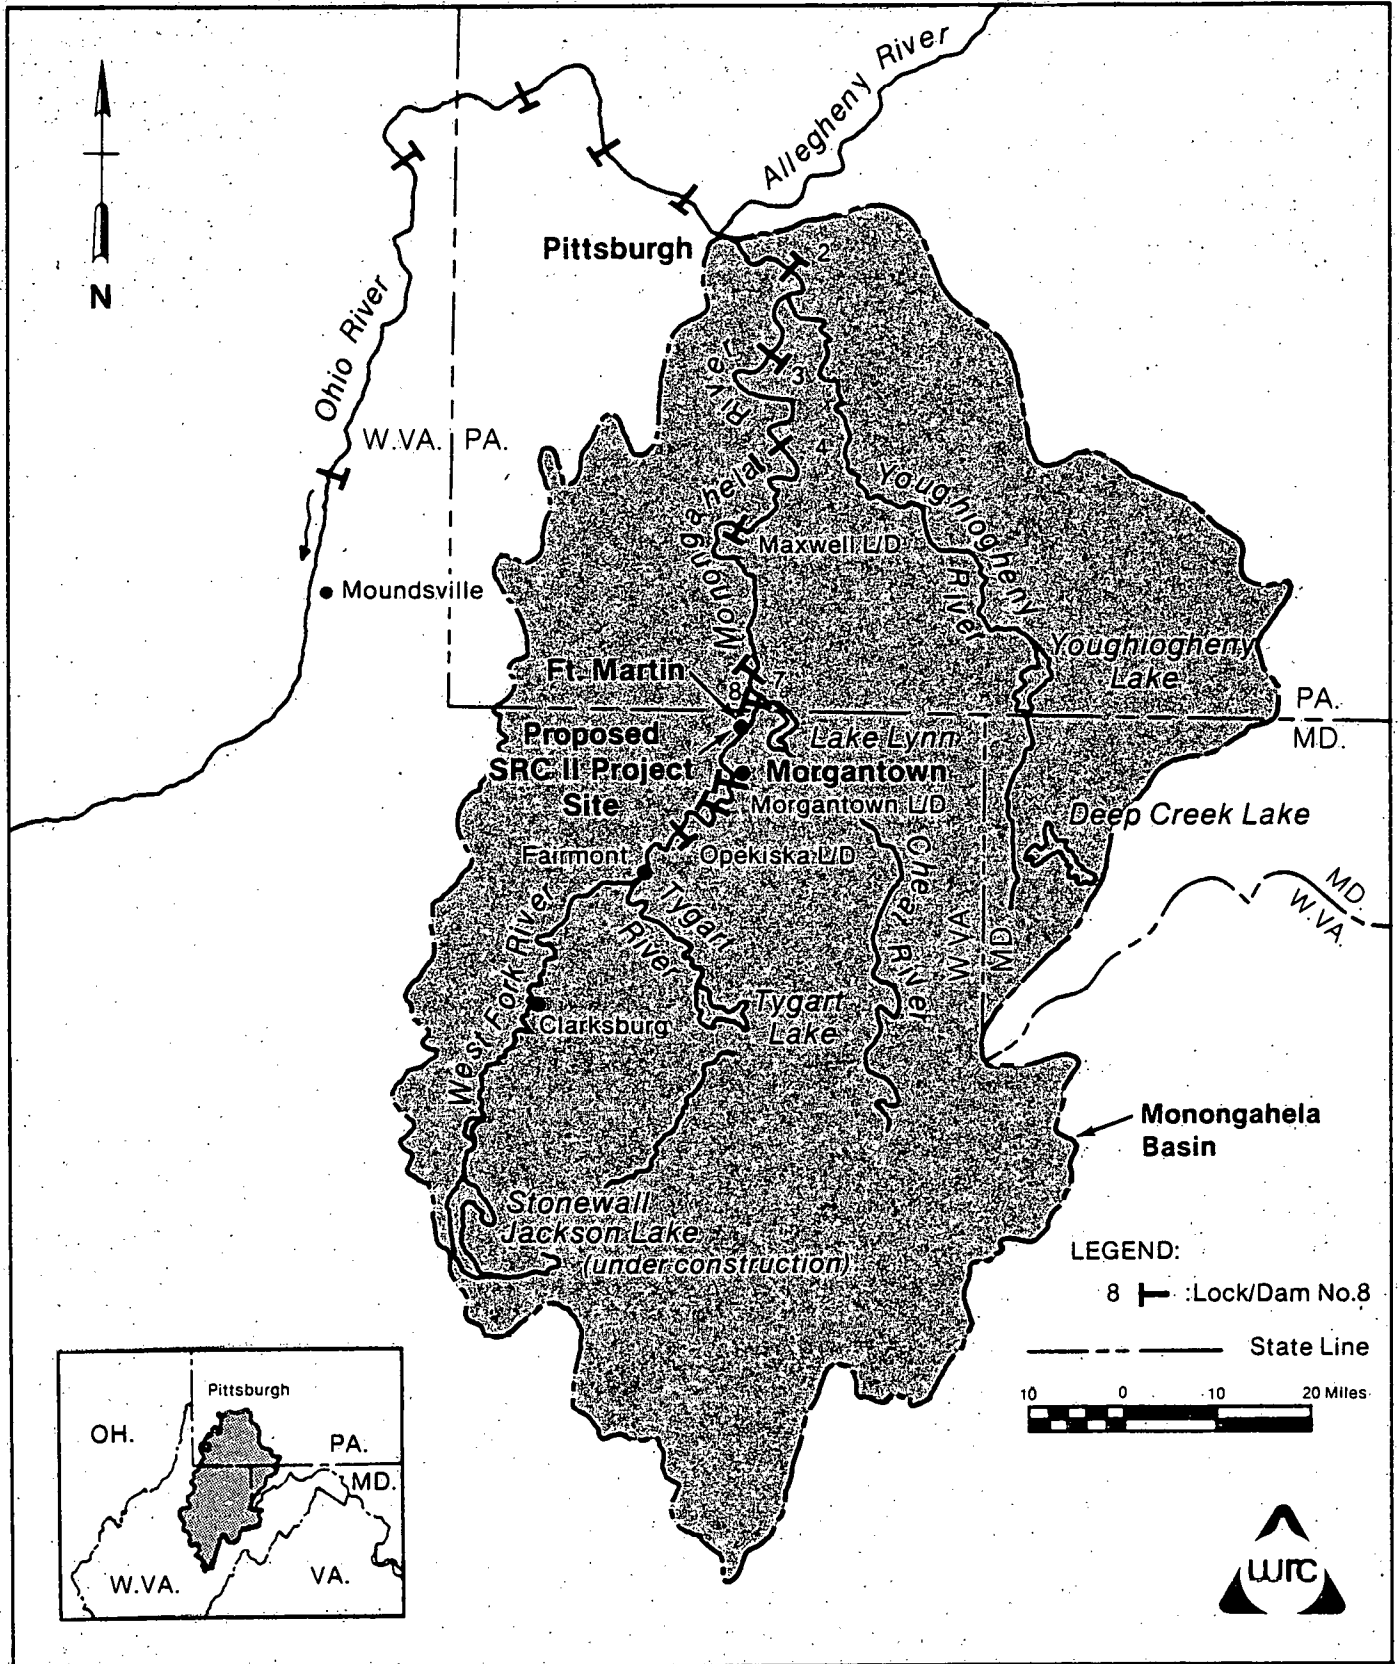 Allegheny River
N
Pittsburgh
2
Ohio River
3
W.VA. PA.
4
Monongahela River
Youghiogheny River
Maxwell L/D
Moundsville
Youghiogheny
Lake
Ft. Martin
7
8
PA.
MD.
Proposed
SRC II Project
Site
Lake Lynn
Morgantown
Morgantown L/D
Deep Creek Lake
Fairmont
Opekiska L/D
Cheat River
MD.
W.VA.
Tygart
River
West Fork River
W.VA.
MD.
Tygart
Lake
Clarksburg
Monongahela
Basin
Stonewall
Jackson Lake
(under construction)
LEGEND:
8 :Lock/Dam No.8
State Line
10 0 10 20 Miles
Pittsburgh
OH.
PA.
MD.
W.VA.
VA.
wrc